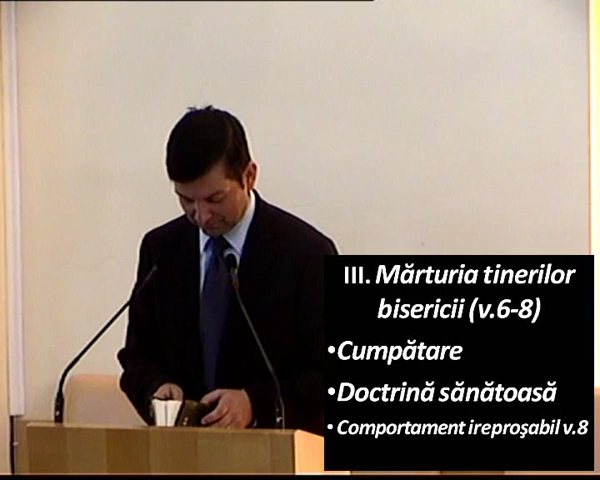 III. Mărturia tinerilor
bisericii (v.6-8)
•Cumpătare
•Doctrină sănătoasă
• Comportament ireproşabil v.8